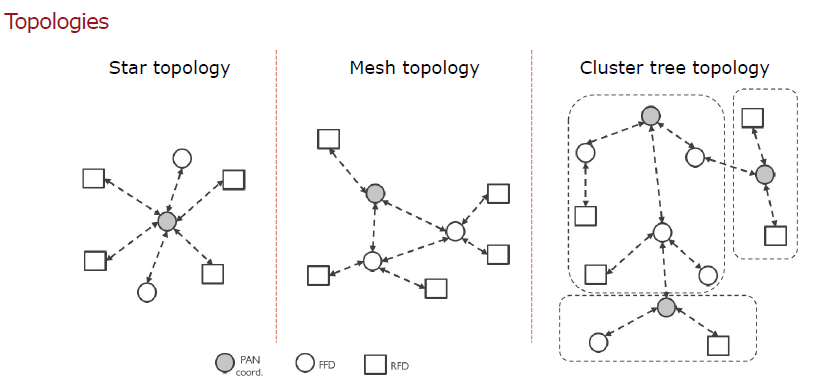 Topologies
Star topology
Mesh topology
Cluster tree topology
PAN
coord.
FFD
RFD